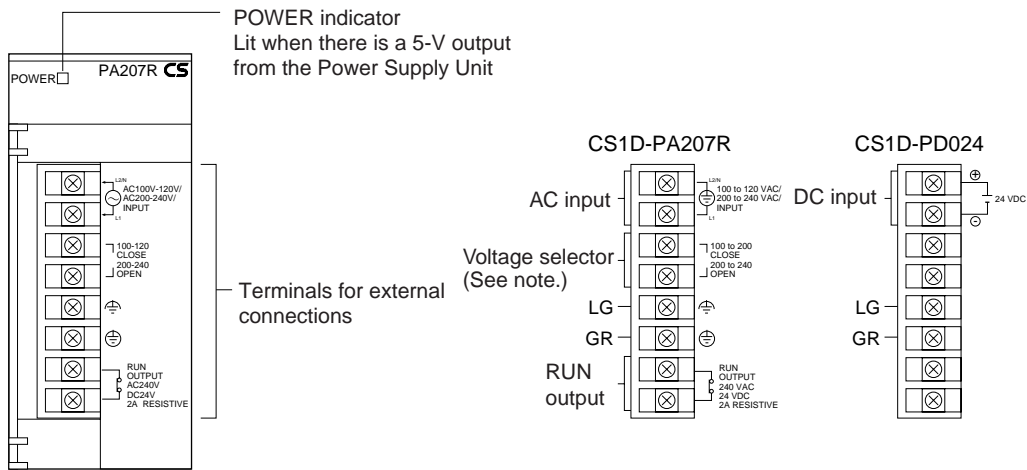 POWER indicator
Lit when there is a 5-V output
from the Power Supply Unit
POWER
PA207R CS
L2/N
AC100V-120V/
AC200-240V/
INPUT
L1
100-120
CLOSE
200-240
OPEN
RUN
OUTPUT
AC240V
DC24V
2A RESISTIVE
Terminals for external
connections
CS1D-PA207R
AC input
L2/N
100 to 120 VAC/
200 to 240 VAC/
INPUT
L1
Voltage selector
(See note.)
100 to 200
CLOSE
200 to 240
OPEN
LG
GR
RUN
output
RUN
OUTPUT
240 VAC
24 VDC
2A RESISTIVE
CS1D-PD024
DC input
+
24 VDC
-
LG
GR